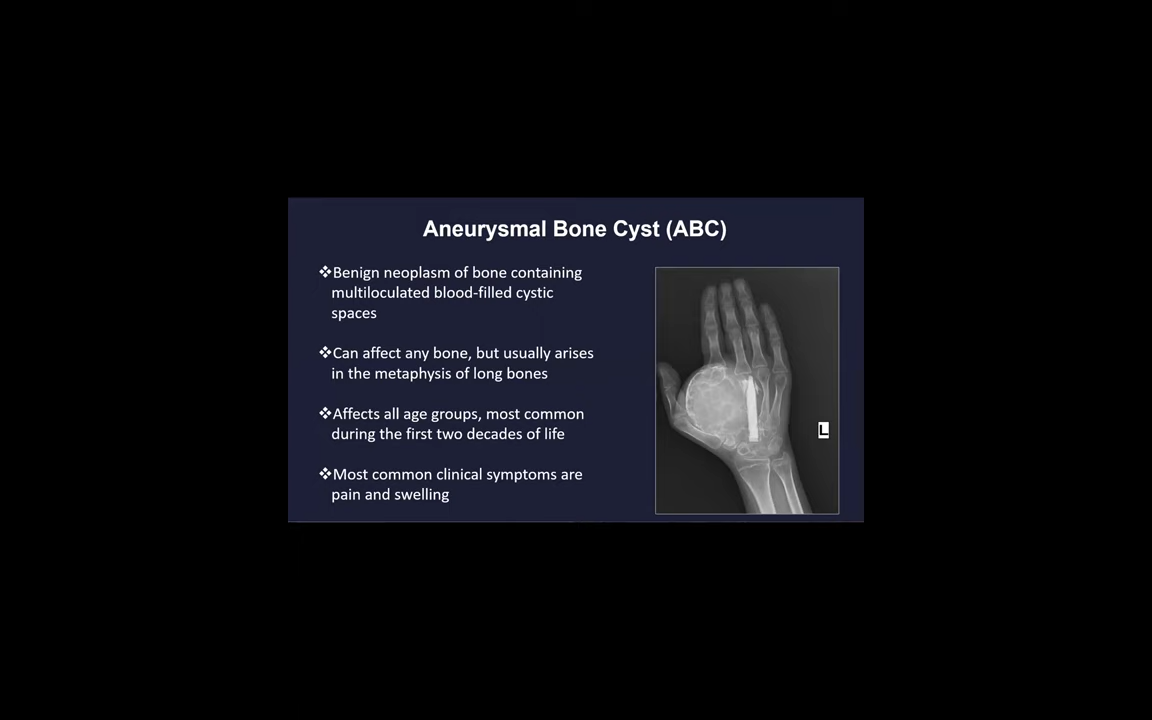 Aneurysmal Bone Cyst (ABC)
❖Benign neoplasm of bone containing
multiloculated blood-filled cystic
spaces
❖Can affect any bone, but usually arises
in the metaphysis of long bones
❖Affects all age groups, most common
during the first two decades of life
❖Most common clinical symptoms are
pain and swelling
L